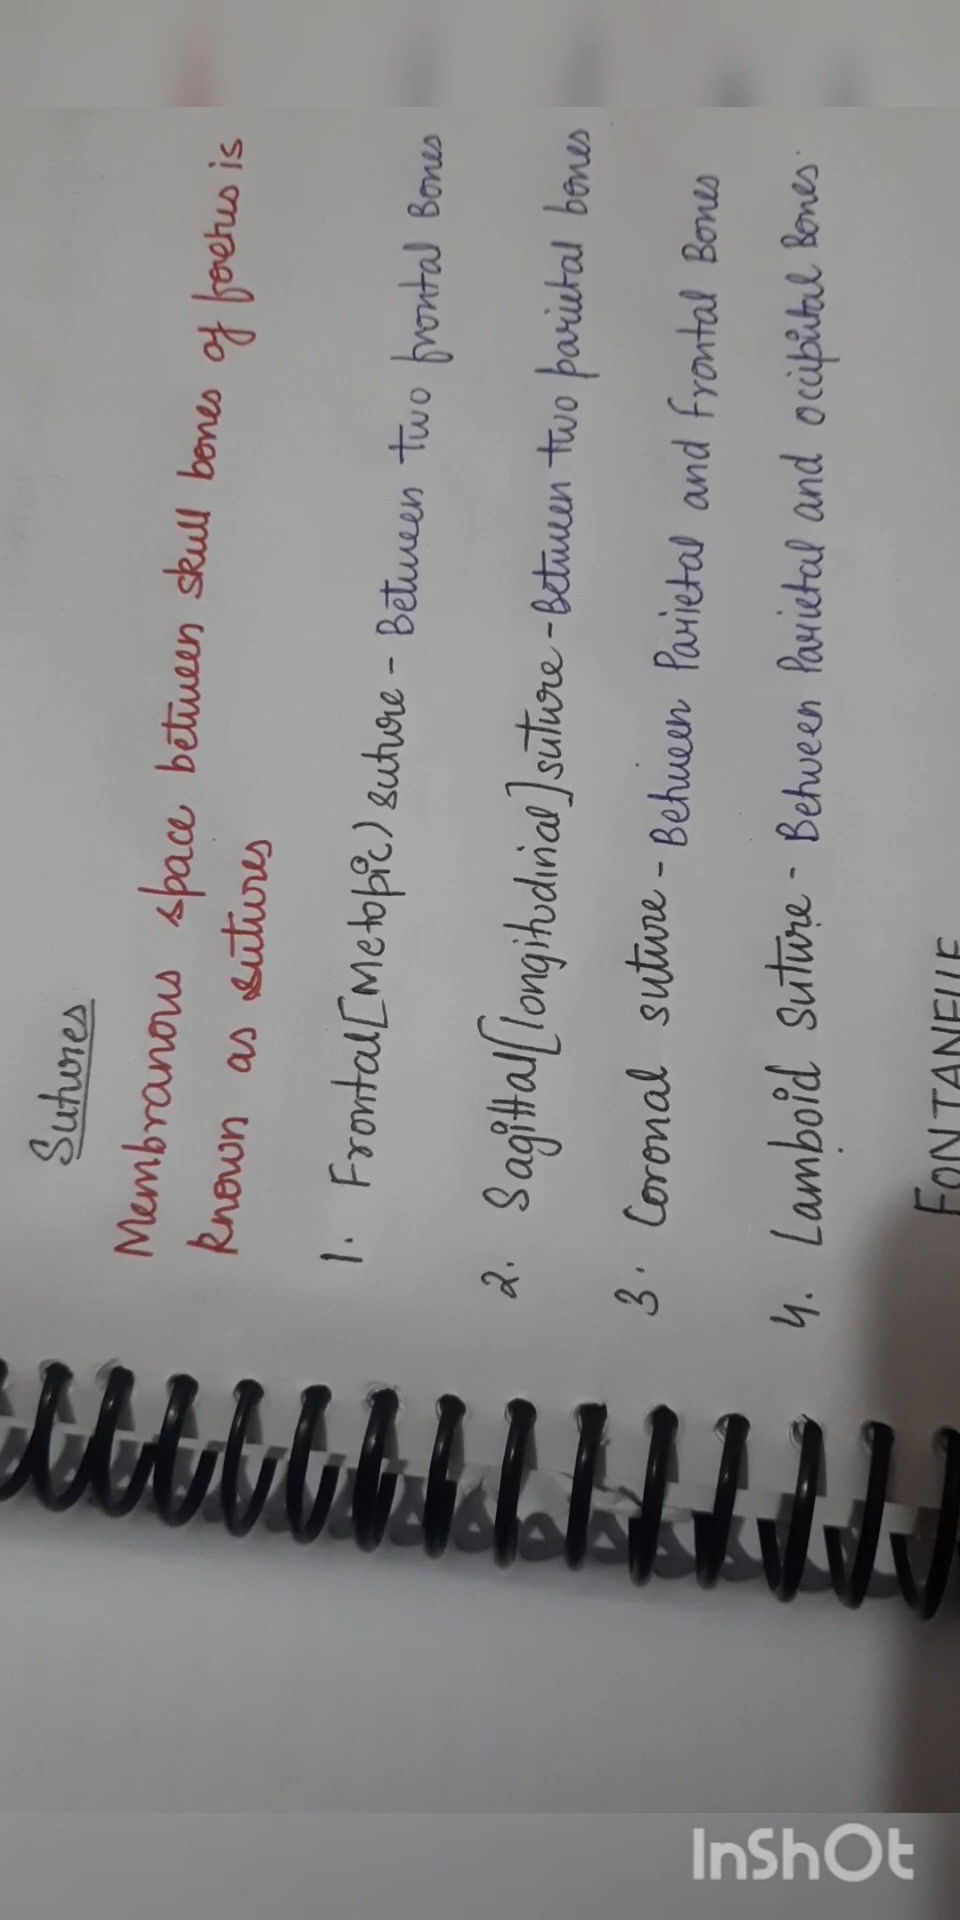 Sutures
Membranous space between skull bones of foetus is
known as sutures
1. Frontal[Metopic) suture - Between two frontal Bones
2. Sagittal[longitudinal]suture - Between two parietal bones
3. Coronal suture - Between Parietal and frontal Bones
4. Lamboid Suture - Between Parietal and occipital Bones.
FONTANELLE
InShOt